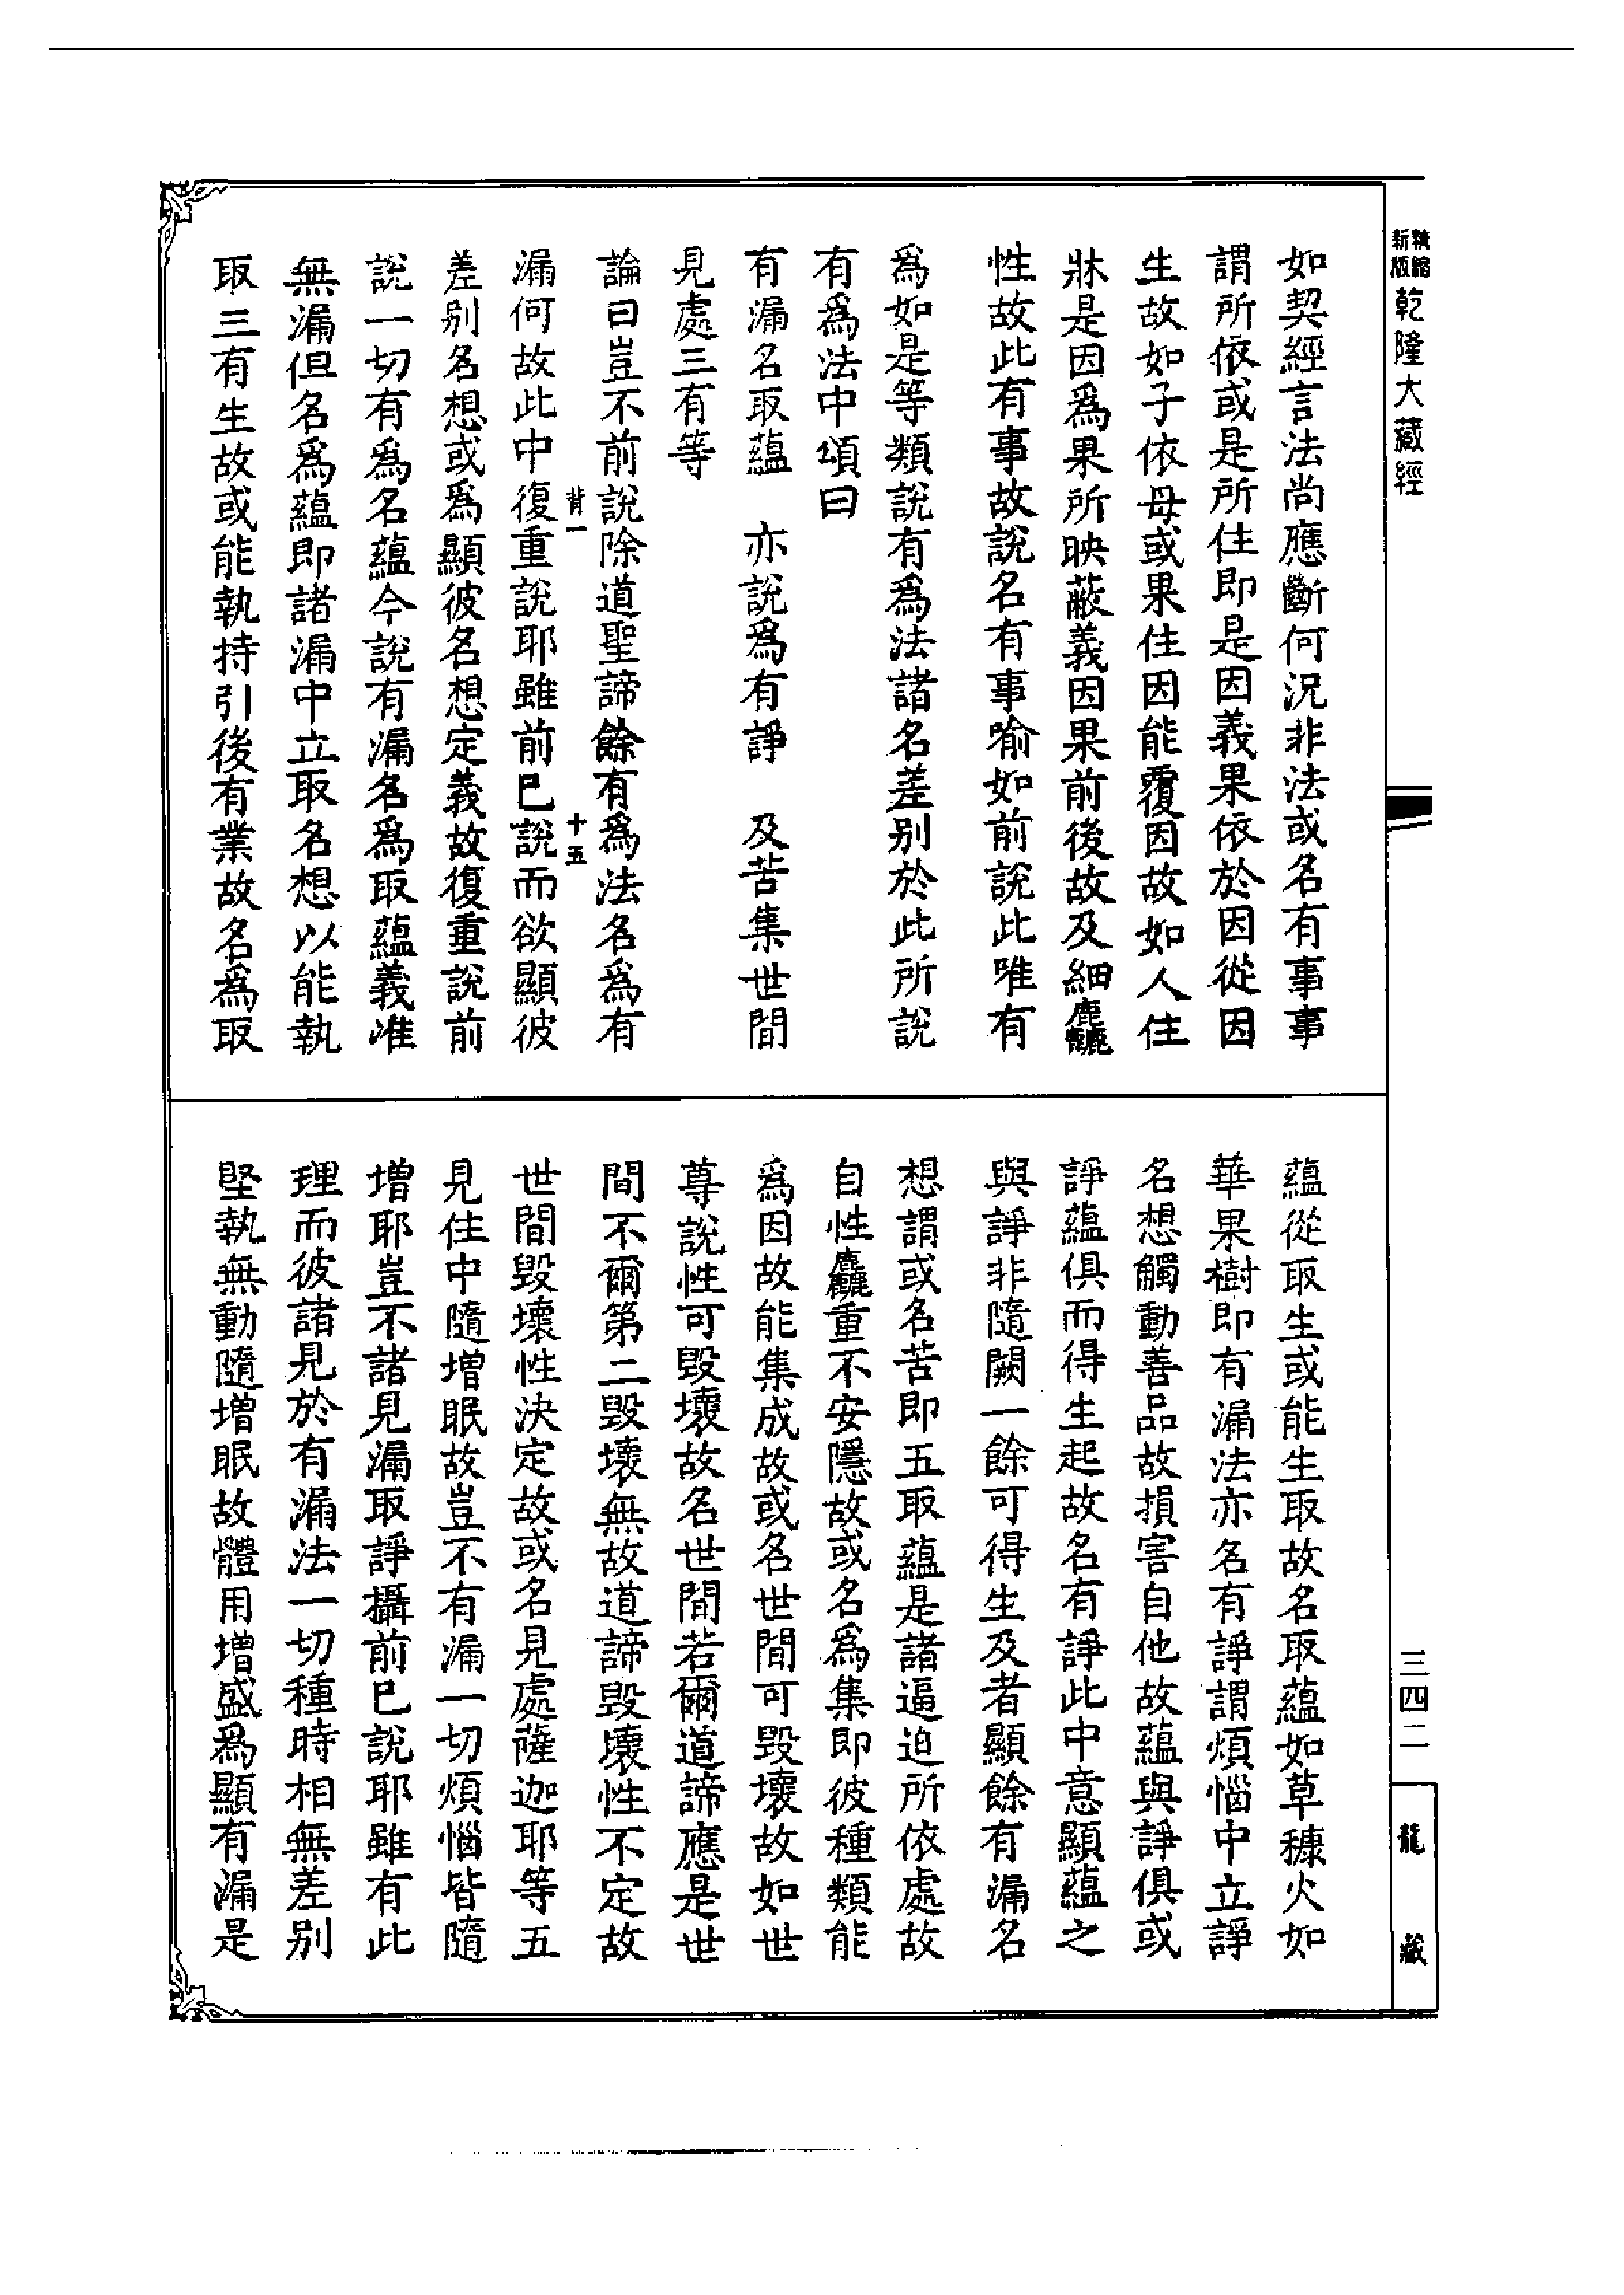 精縮新版乾隆大藏經
如契經言法尚應斷何況非法或名有事事
謂所依或是所住即是因義果依於因從因
生故如子依母或果住因能覆因故如人住
牀是因爲果所映蔽義因果前後故及細麤
性故此有事故說名有事喻如前說此唯有
爲如是等類說有爲法諸名差别於此所說
有爲法中頌曰
有漏名取蘊　亦說爲有諍　及苦集世間
見處三有等
論曰豈不前說除道聖諦餘有爲法名爲有
背一　十五
漏何故此中復重說耶雖前巳說而欲顯彼
差别名想或爲顯彼名想定義故復重說前
說一切有爲名蘊今說有漏名爲取蘊義准
無漏但名爲蘊即諸漏中立取名想以能執
取三有生故或能執持引後有業故名爲取
蘊從取生或能生取故名取蘊如草穅火如
華果樹即有漏法亦名有諍謂煩惱中立諍
名想觸動善品故損害自他故蘊與諍俱或
諍蘊俱而得生起故名有諍此中意顯蘊之
與諍非隨闕一餘可得生及者顯餘有漏名
想謂或名苦即五取蘊是諸逼迫所依處故
自性麤重不安隱故或名爲集即彼種類能
爲因故能集成故或名世間可毀壞故如世
尊說性可毀壞故名世間若爾道諦應是世
間不爾第二毀壞無故道諦毀壞性不定故
世間毀壞性決定故或名見處薩迦耶等五
見住中隨增眠故豈不有漏一切煩惱皆隨
增耶豈不諸見漏取諍攝前巳說耶雖有此
理而彼諸見於有漏法一切種時相無差别
堅執無動隨增眠故體用增盛爲顯有漏是
三四二
龍藏